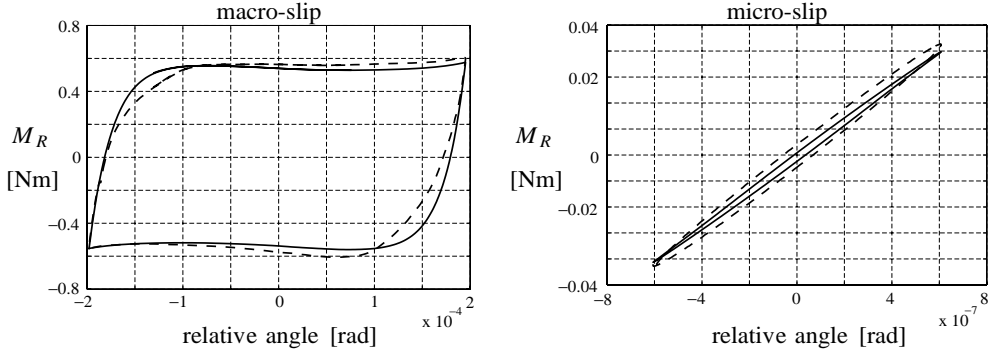 macro-slip
0.8
0.4
0
−0.4
−0.8
M_R
[Nm]
−2
−1
0
1
2
x 10^−4
relative angle [rad]
micro-slip
0.04
0.02
0
−0.02
−0.04
M_R
[Nm]
−8
−4
0
4
8
x 10^−7
relative angle [rad]